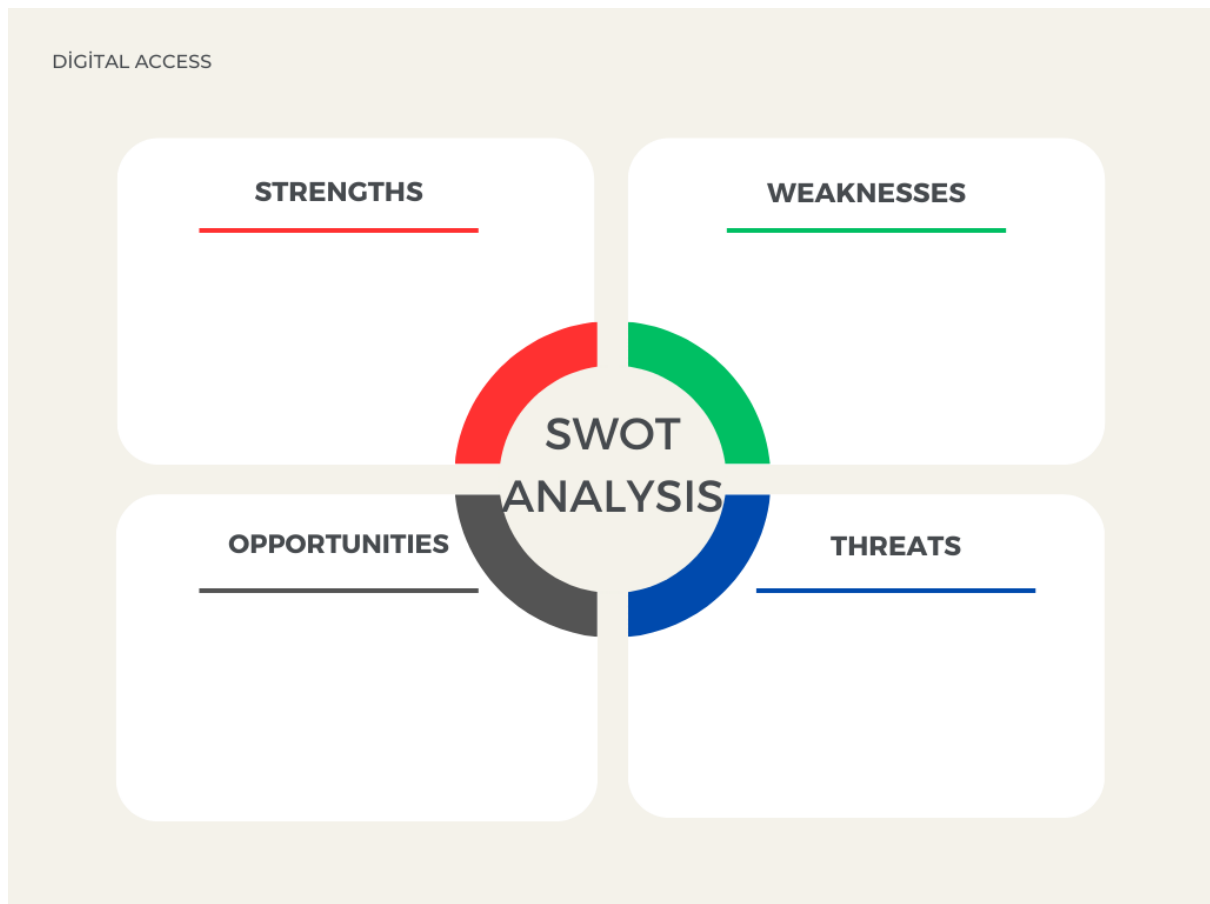 DİGİTAL ACCESS
STRENGTHS
WEAKNESSES
SWOT
ANALYSIS
OPPORTUNITIES
THREATS